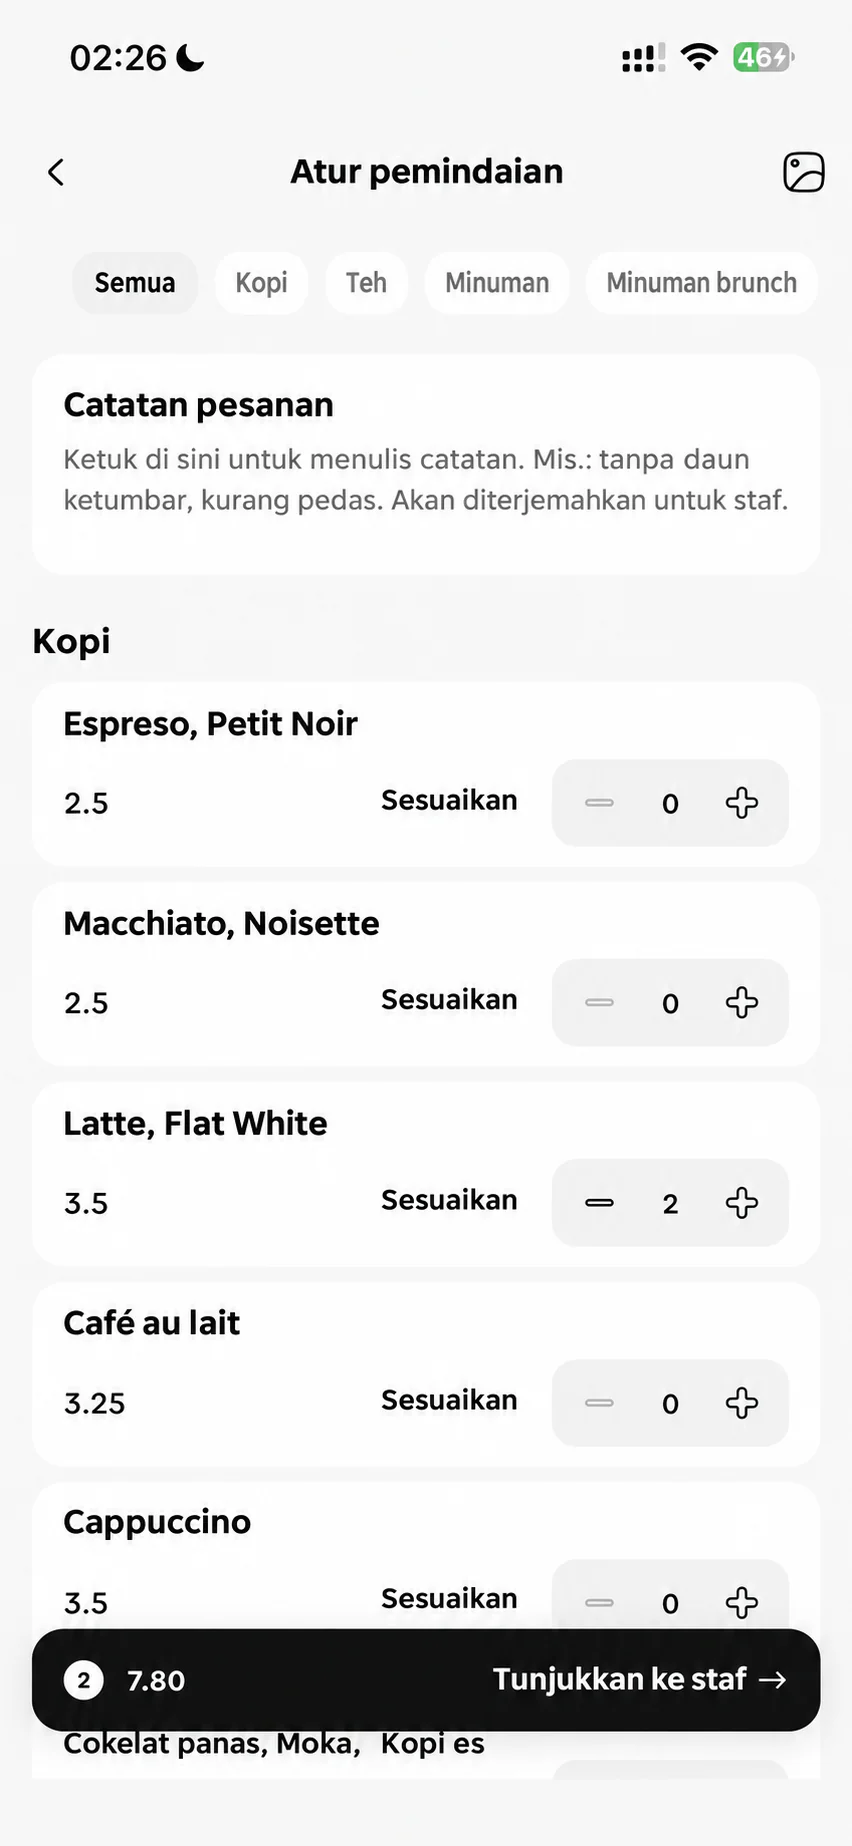 02:26
46
Atur pemindaian
Semua
Kopi
Teh
Minuman
Minuman brunch
Catatan pesanan
Ketuk di sini untuk menulis catatan. Mis.: tanpa daun
ketumbar, kurang pedas. Akan diterjemahkan untuk staf.
Kopi
Espreso, Petit Noir
2.5 Sesuaikan 0
Macchiato, Noisette
2.5 Sesuaikan 0
Latte, Flat White
3.5 Sesuaikan 2
Café au lait
3.25 Sesuaikan 0
Cappuccino
3.5 Sesuaikan 0
2 7.80 Tunjukkan ke staf →
Cokelat panas, Moka, Kopi es